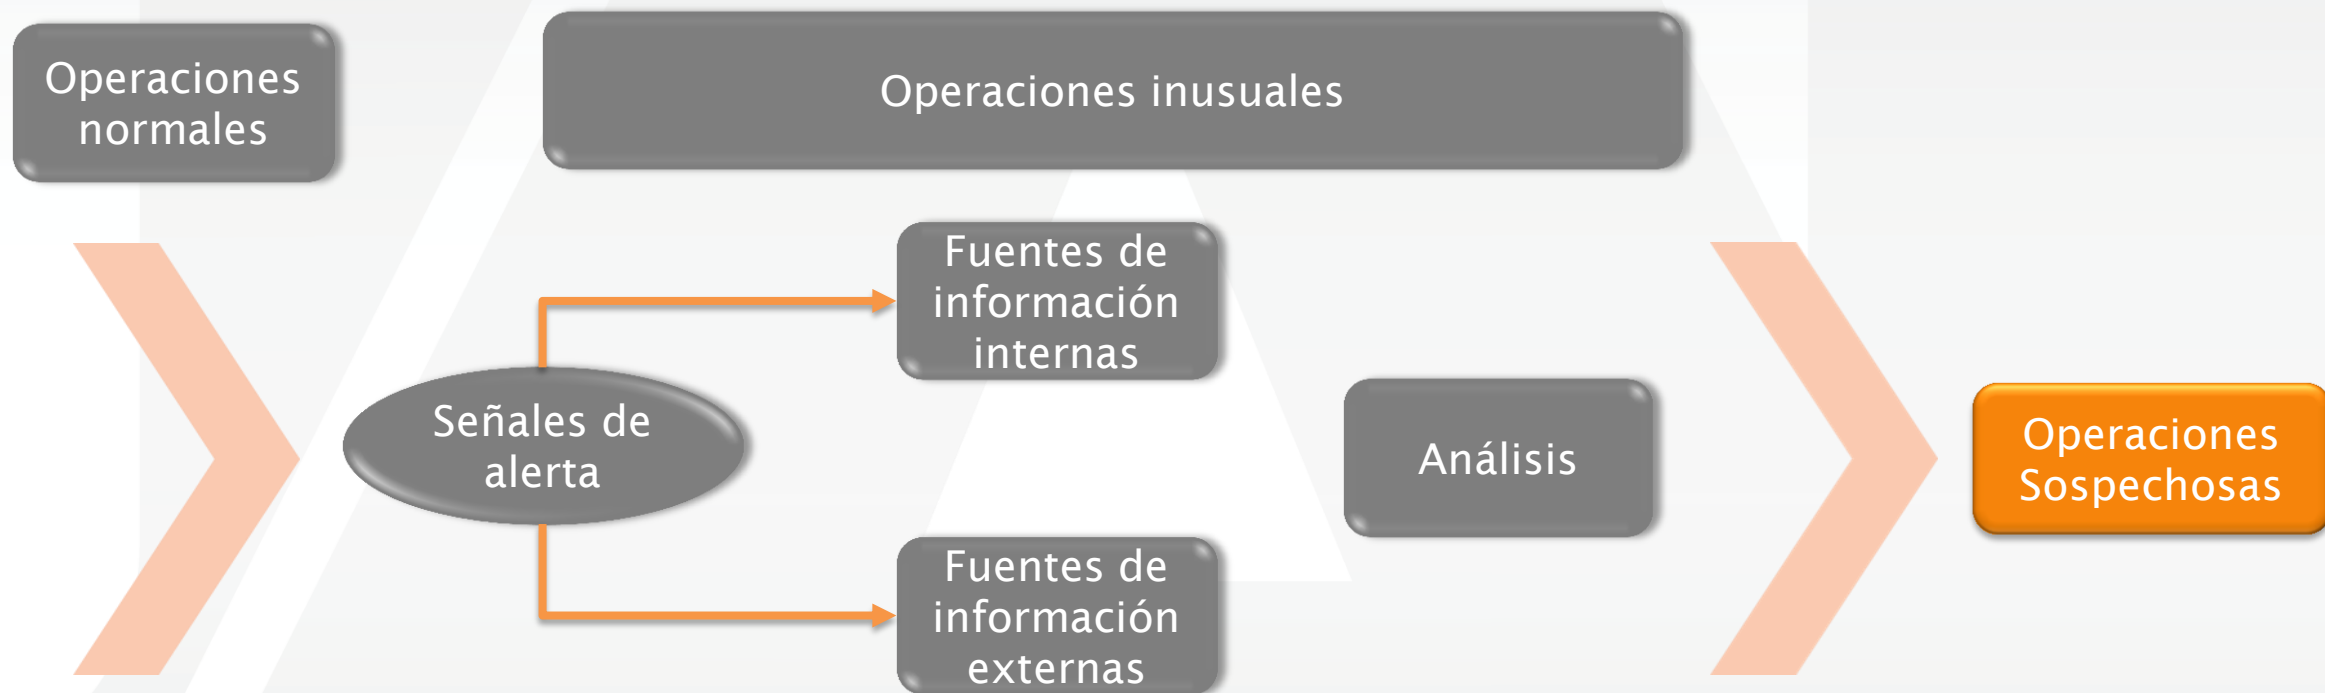 Operaciones
normales
Operaciones inusuales
Fuentes de
información
internas
Señales de
alerta
Análisis
Operaciones
Sospechosas
Fuentes de
información
externas